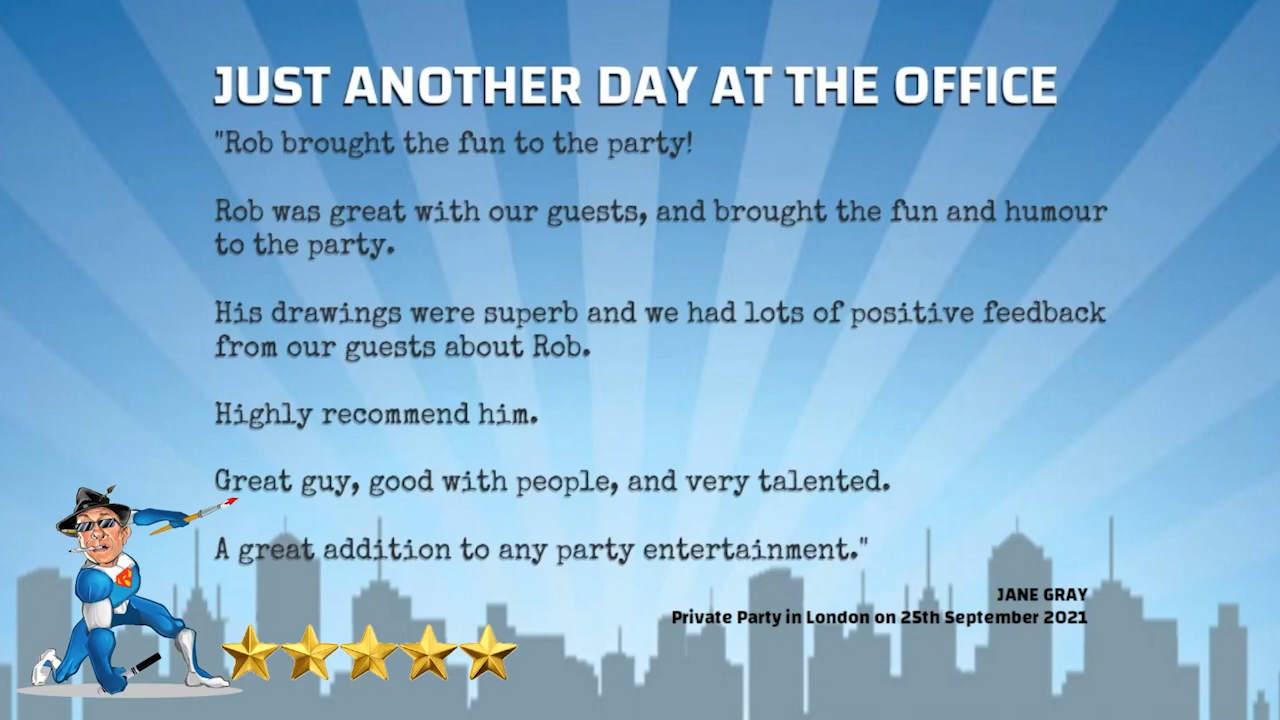 JUST ANOTHER DAY AT THE OFFICE
"Rob brought the fun to the party!
Rob was great with our guests, and brought the fun and humour
to the party.
His drawings were superb and we had lots of positive feedback
from our guests about Rob.
Highly recommend him.
Great guy, good with people, and very talented.
A great addition to any party entertainment."
JANE GRAY
Private Party in London on 25th September 2021